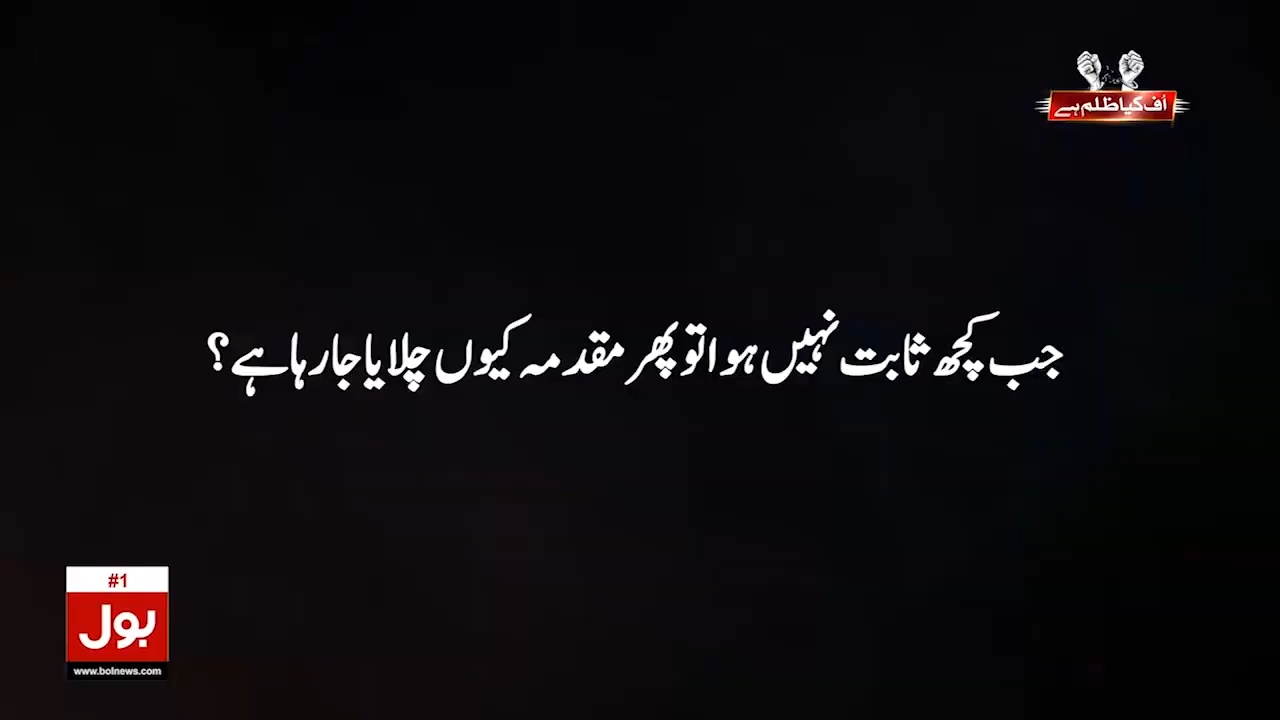 اُف کیا ظلم ہے
جب کچھ ثابت نہیں ہوا تو پھر مقدمہ کیوں چلایا جا رہا ہے؟
#1
بول
www.bolnews.com